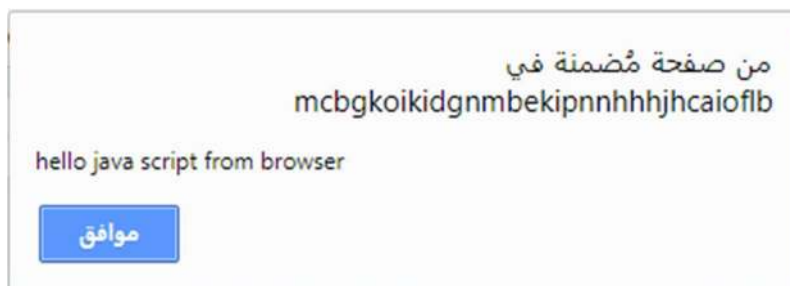 من صفحة مُضمنة في
mcbgkoikidgnmbekipnnhhhjhcaioflb
hello java script from browser
موافق